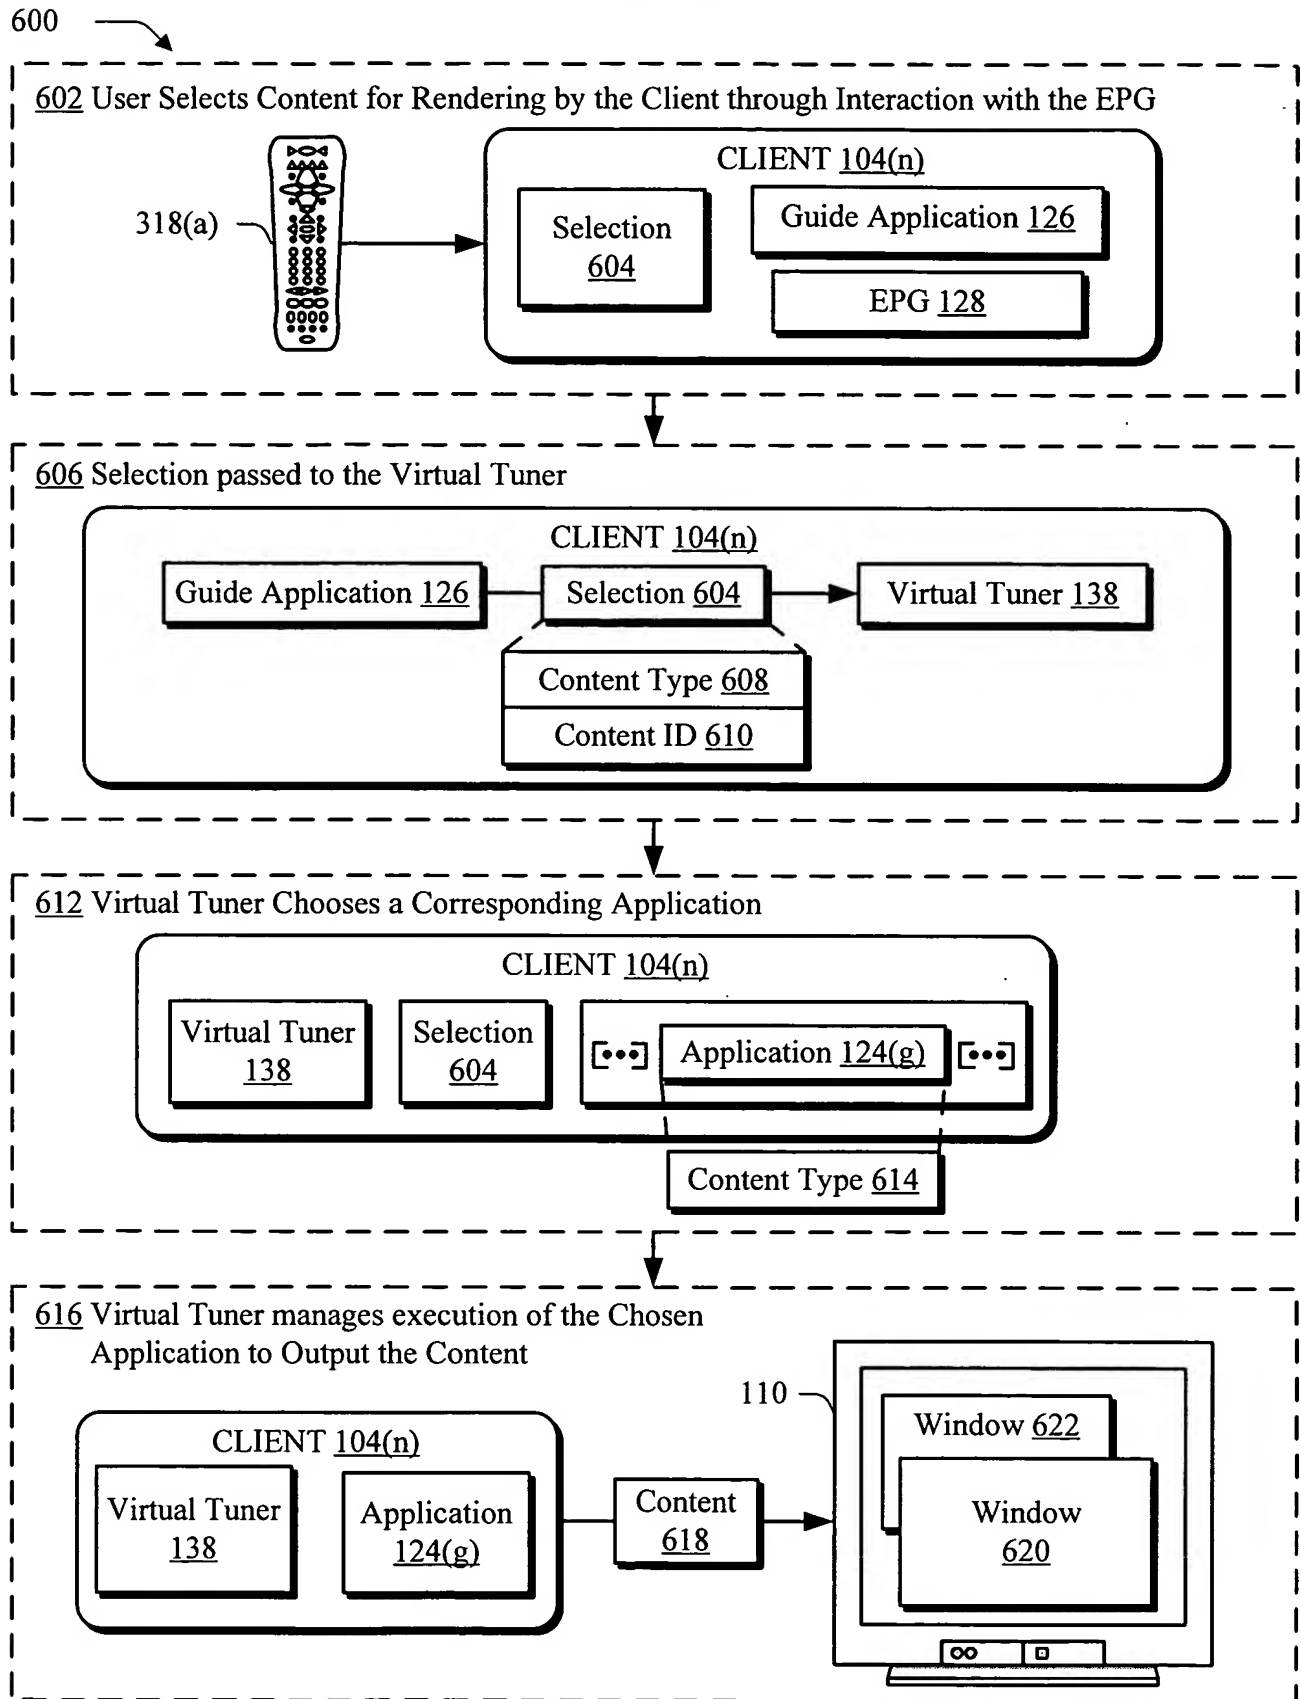 600
602 User Selects Content for Rendering by the Client through Interaction with the EPG
318(a)
CLIENT 104(n)
Selection
604
Guide Application 126
EPG 128
606 Selection passed to the Virtual Tuner
CLIENT 104(n)
Guide Application 126
Selection 604
Virtual Tuner 138
Content Type 608
Content ID 610
612 Virtual Tuner Chooses a Corresponding Application
CLIENT 104(n)
Virtual Tuner
138
Selection
604
[•••]
Application 124(g)
[•••]
Content Type 614
616 Virtual Tuner manages execution of the Chosen
Application to Output the Content
CLIENT 104(n)
Virtual Tuner
138
Application
124(g)
Content
618
110
Window 622
Window
620